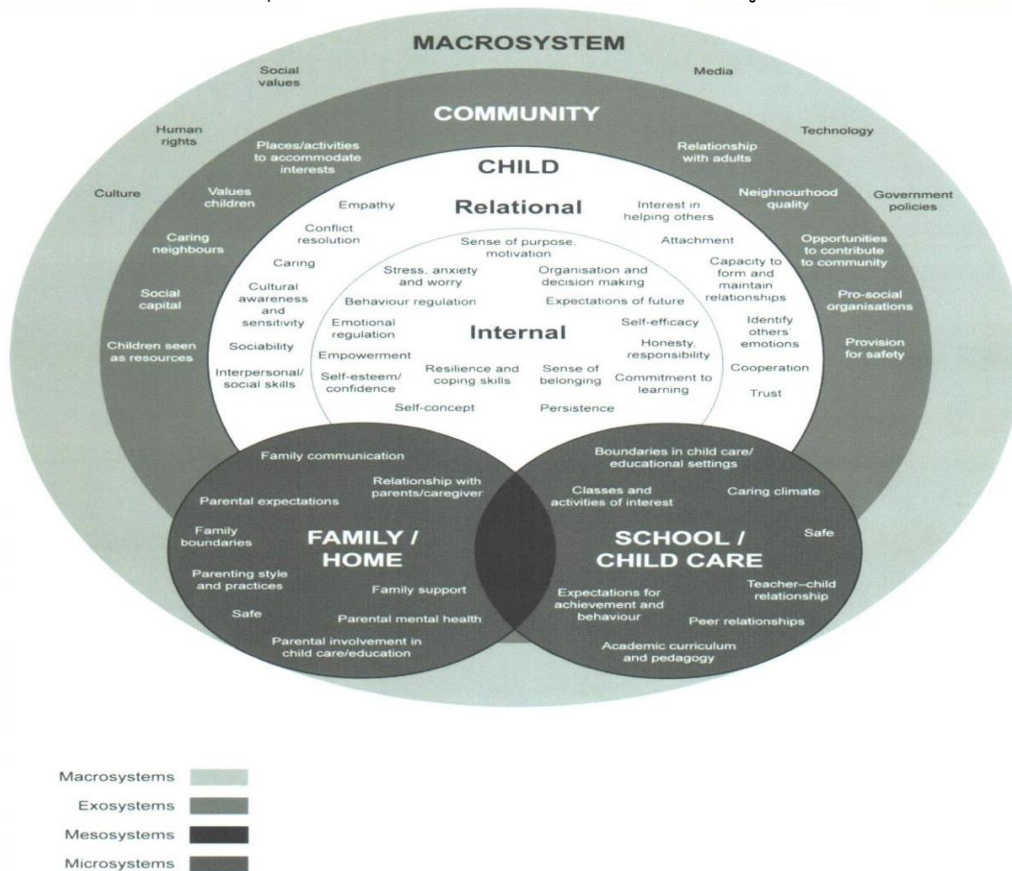 MACROSYSTEM
Social
values
Media
Human
rights
Technology
Culture
Government
policies
COMMUNITY
Places/activities
to accommodate
interests
Relationship
with adults
Values
children
Neighnourhood
quality
Caring
neighbours
Opportunities
to contribute
to community
Social
capital
Pro-social
organisations
Children seen
as resources
Provision
for safety
CHILD
Relational
Empathy
Interest in
helping others
Conflict
resolution
Attachment
Caring
Capacity to
form and
maintain
relationships
Cultural
awareness
and
sensitivity
Identify
others'
emotions
Sociability
Cooperation
Interpersonal/
social skills
Trust
Sense of purpose,
motivation
Stress, anxiety
and worry
Organisation and
decision making
Behaviour regulation
Expectations of future
Emotional
regulation
Internal
Self-efficacy
Empowerment
Honesty,
responsibility
Self-esteem/
confidence
Resilience and
coping skills
Sense of
belonging
Commitment to
learning
Self-concept
Persistence
Family communication
Relationship with
parents/caregiver
Parental expectations
Family
boundaries
FAMILY /
HOME
Parenting style
and practices
Family support
Safe
Parental mental health
Parental involvement in
child care/education
Boundaries in child care/
educational settings
Classes and
activities of interest
Caring climate
Safe
SCHOOL /
CHILD CARE
Expectations for
achievement and
behaviour
Teacher–child
relationship
Peer relationships
Academic curriculum
and pedagogy
Macrosystems
Exosystems
Mesosystems
Microsystems